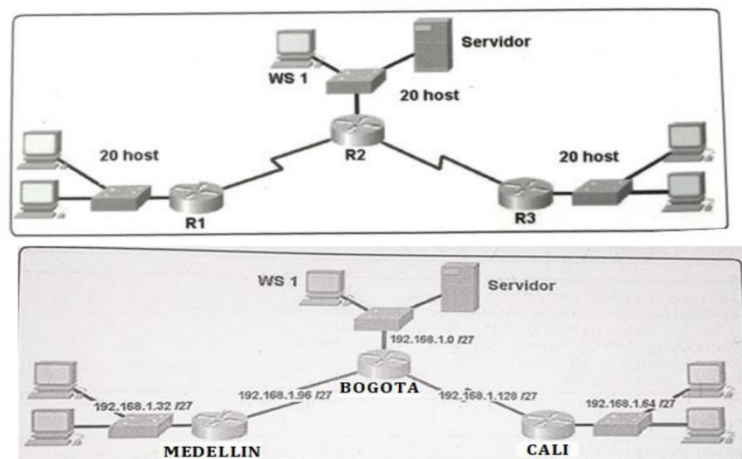 Servidor
WS 1
20 host
R2
20 host
R1
20 host
R3
WS 1
Servidor
192.168.1.0 /27
BOGOTA
192.168.1.32 /27
192.168.1.96 /27
192.168.1.128 /27
192.168.1.64 /27
MEDELLIN
CALI